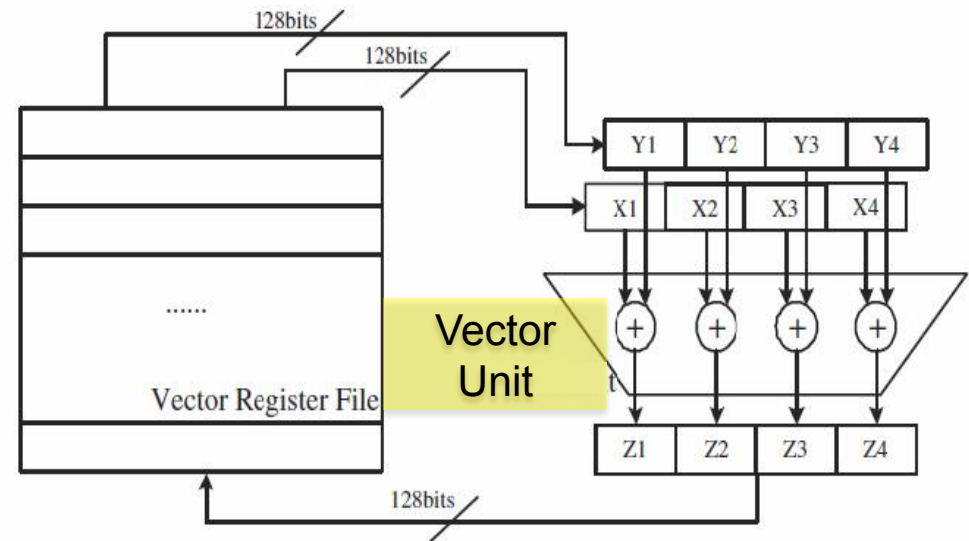 128bits
128bits
Y1 Y2 Y3 Y4
X1 X2 X3 X4
......
+ + + +
Vector
Unit
t
Vector Register File
Z1 Z2 Z3 Z4
128bits